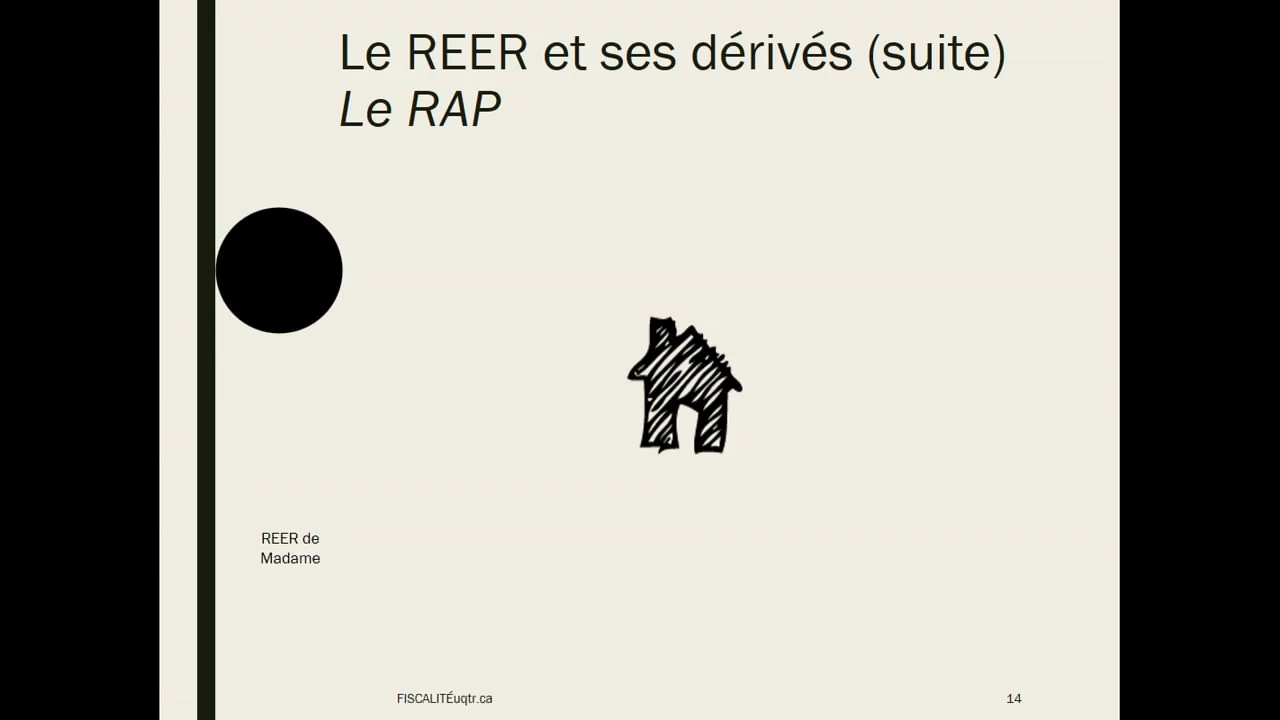 Le REER et ses dérivés (suite)
Le RAP
REER de
Madame
FISCALITÉuqtr.ca
14